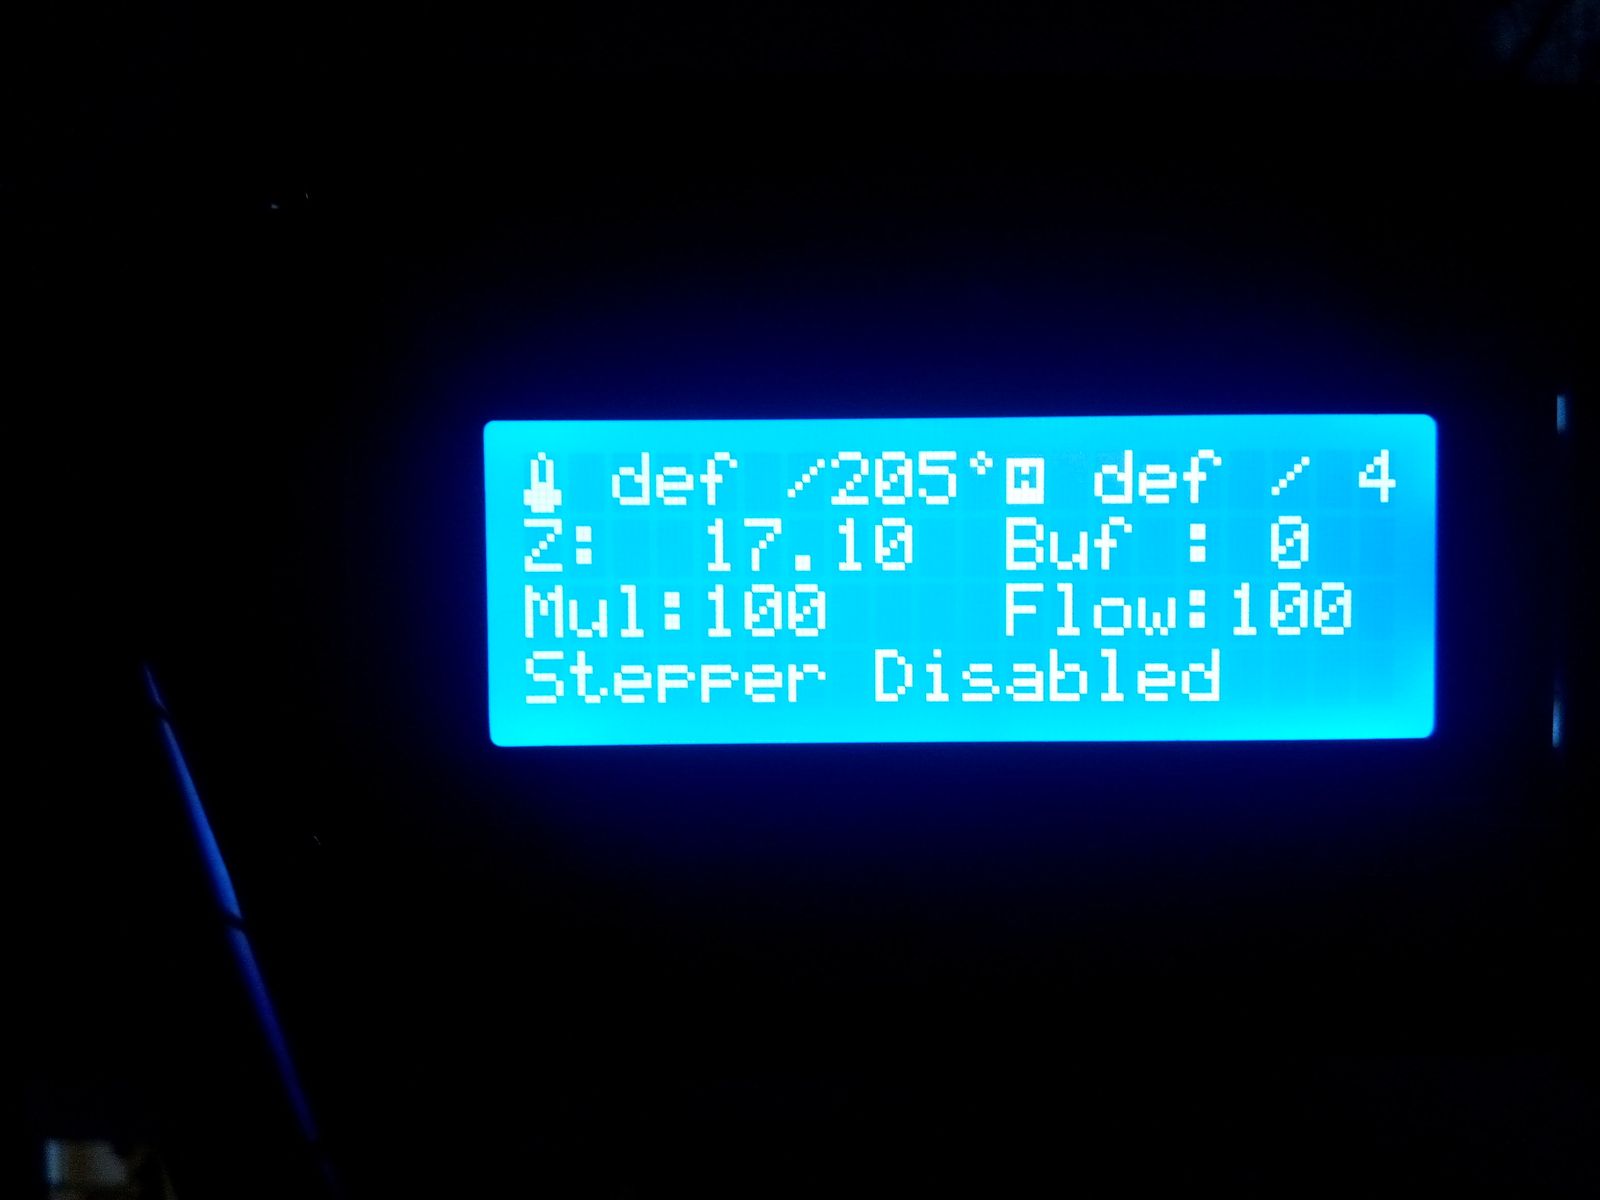 def /205° def / 4
Z: 17.10 Buf : 0
Mul:100 Flow:100
Stepper Disabled